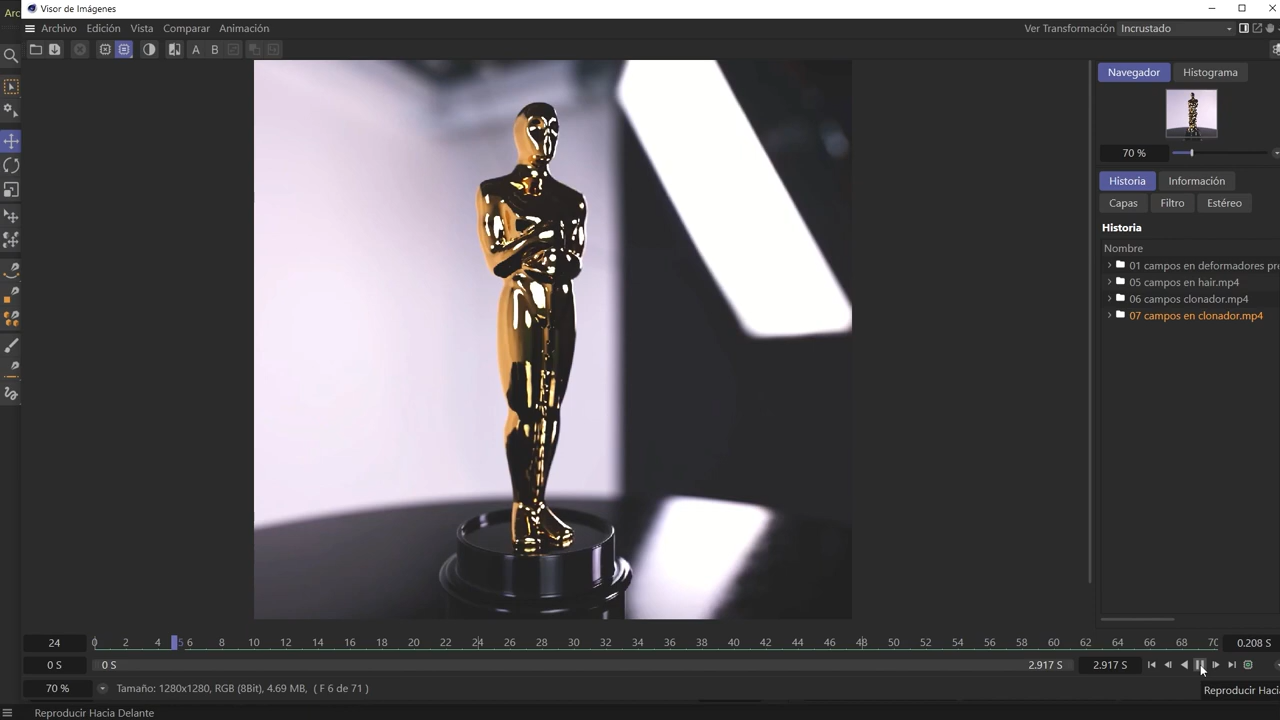 Visor de Imágenes
Arc
Archivo Edición Vista Comparar Animación Ver Transformación Incrustado
A B
Navegador Histograma
70 %
Historia Información
Capas Filtro Estéreo
Historia
Nombre
01 campos en deformadores pr
05 campos en hair.mp4
06 campos clonador.mp4
07 campos en clonador.mp4
24 0 2 4 5 6 8 10 12 14 16 18 20 22 24 26 28 30 32 34 36 38 40 42 44 46 48 50 52 54 56 58 60 62 64 66 68 70 0.208 S
0 S 0 S 2.917 S 2.917 S
70 % Tamaño: 1280x1280, RGB (8Bit), 4.69 MB, ( F 6 de 71 ) Reproducir Hacia
Reproducir Hacia Delante